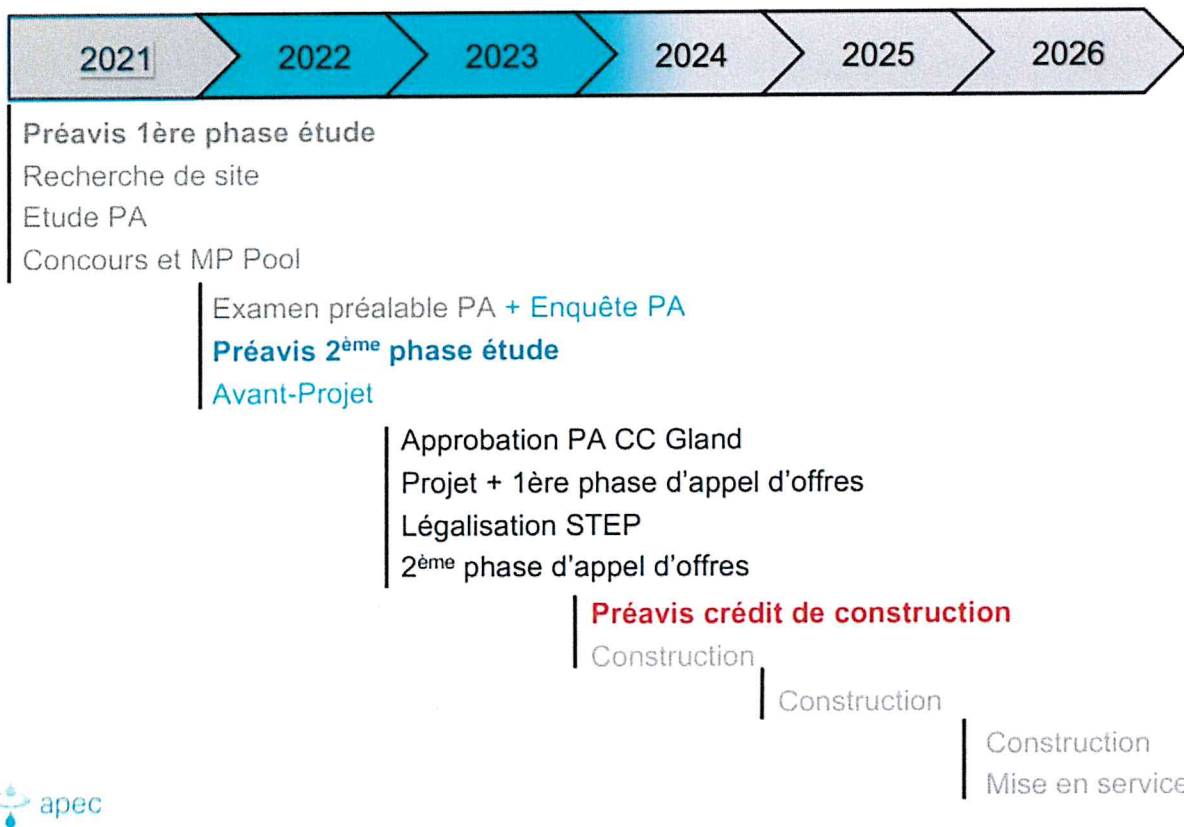 2021 2022 2023 2024 2025 2026
Préavis 1ère phase étude
Recherche de site
Etude PA
Concours et MP Pool
Examen préalable PA + Enquête PA
Préavis 2ème phase étude
Avant-Projet
Approbation PA CC Gland
Projet + 1ère phase d'appel d'offres
Légalisation STEP
2ème phase d'appel d'offres
Préavis crédit de construction
Construction
Construction
Construction
Mise en service
apec